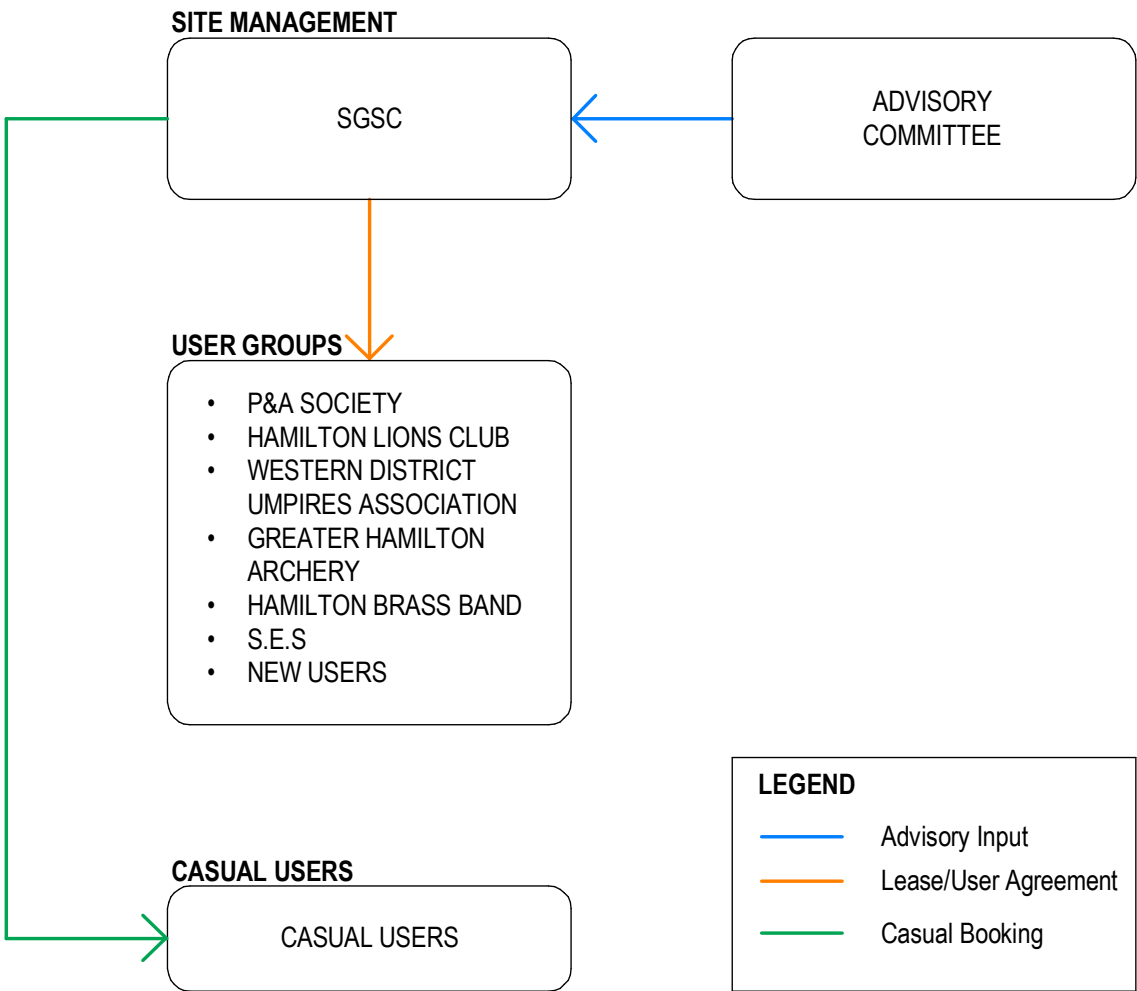 SITE MANAGEMENT
SGSC
ADVISORY
COMMITTEE
USER GROUPS
• P&A SOCIETY
• HAMILTON LIONS CLUB
• WESTERN DISTRICT
UMPIRES ASSOCIATION
• GREATER HAMILTON
ARCHERY
• HAMILTON BRASS BAND
• S.E.S
• NEW USERS
CASUAL USERS
CASUAL USERS
LEGEND
Advisory Input
Lease/User Agreement
Casual Booking